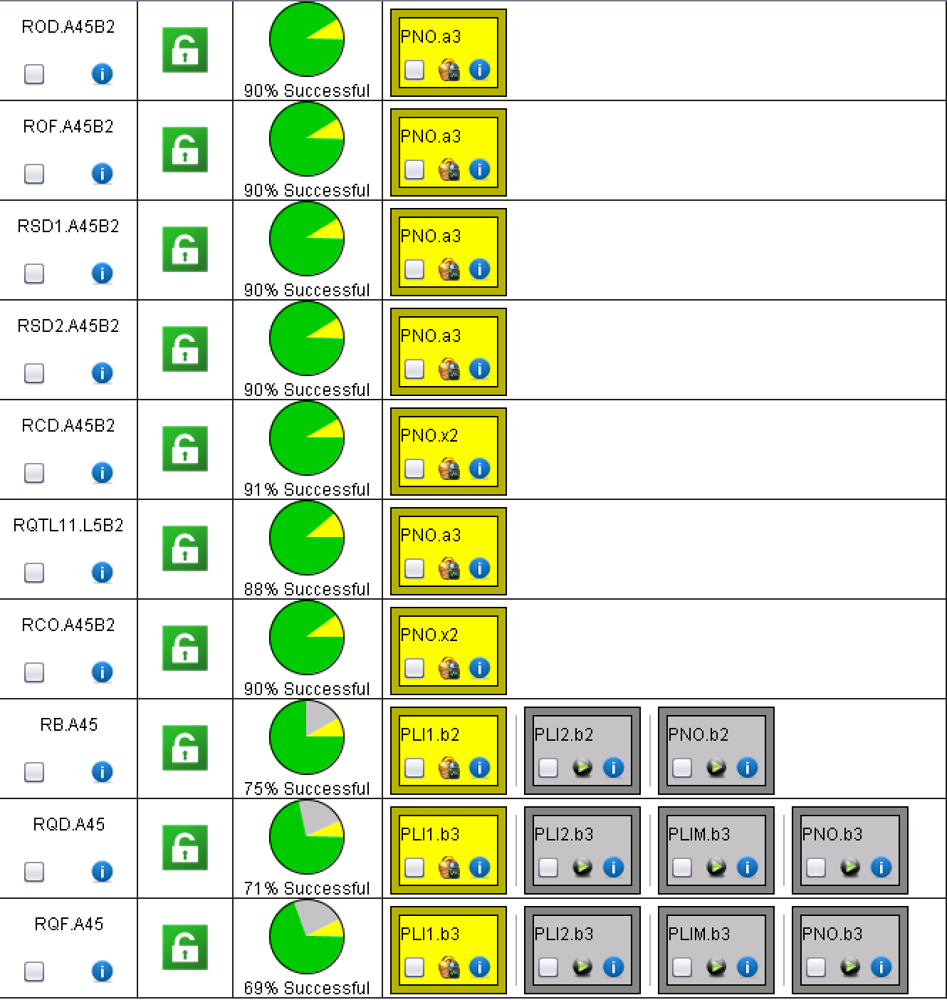 ROD.A45B2
90% Successful
PNO.a3
ROF.A45B2
90% Successful
PNO.a3
RSD1.A45B2
90% Successful
PNO.a3
RSD2.A45B2
90% Successful
PNO.a3
RCD.A45B2
91% Successful
PNO.x2
RQTL11.L5B2
88% Successful
PNO.a3
RCO.A45B2
90% Successful
PNO.x2
RB.A45
75% Successful
PLI1.b2
PLI2.b2
PNO.b2
RQD.A45
71% Successful
PLI1.b3
PLI2.b3
PLIM.b3
PNO.b3
RQF.A45
69% Successful
PLI1.b3
PLI2.b3
PLIM.b3
PNO.b3